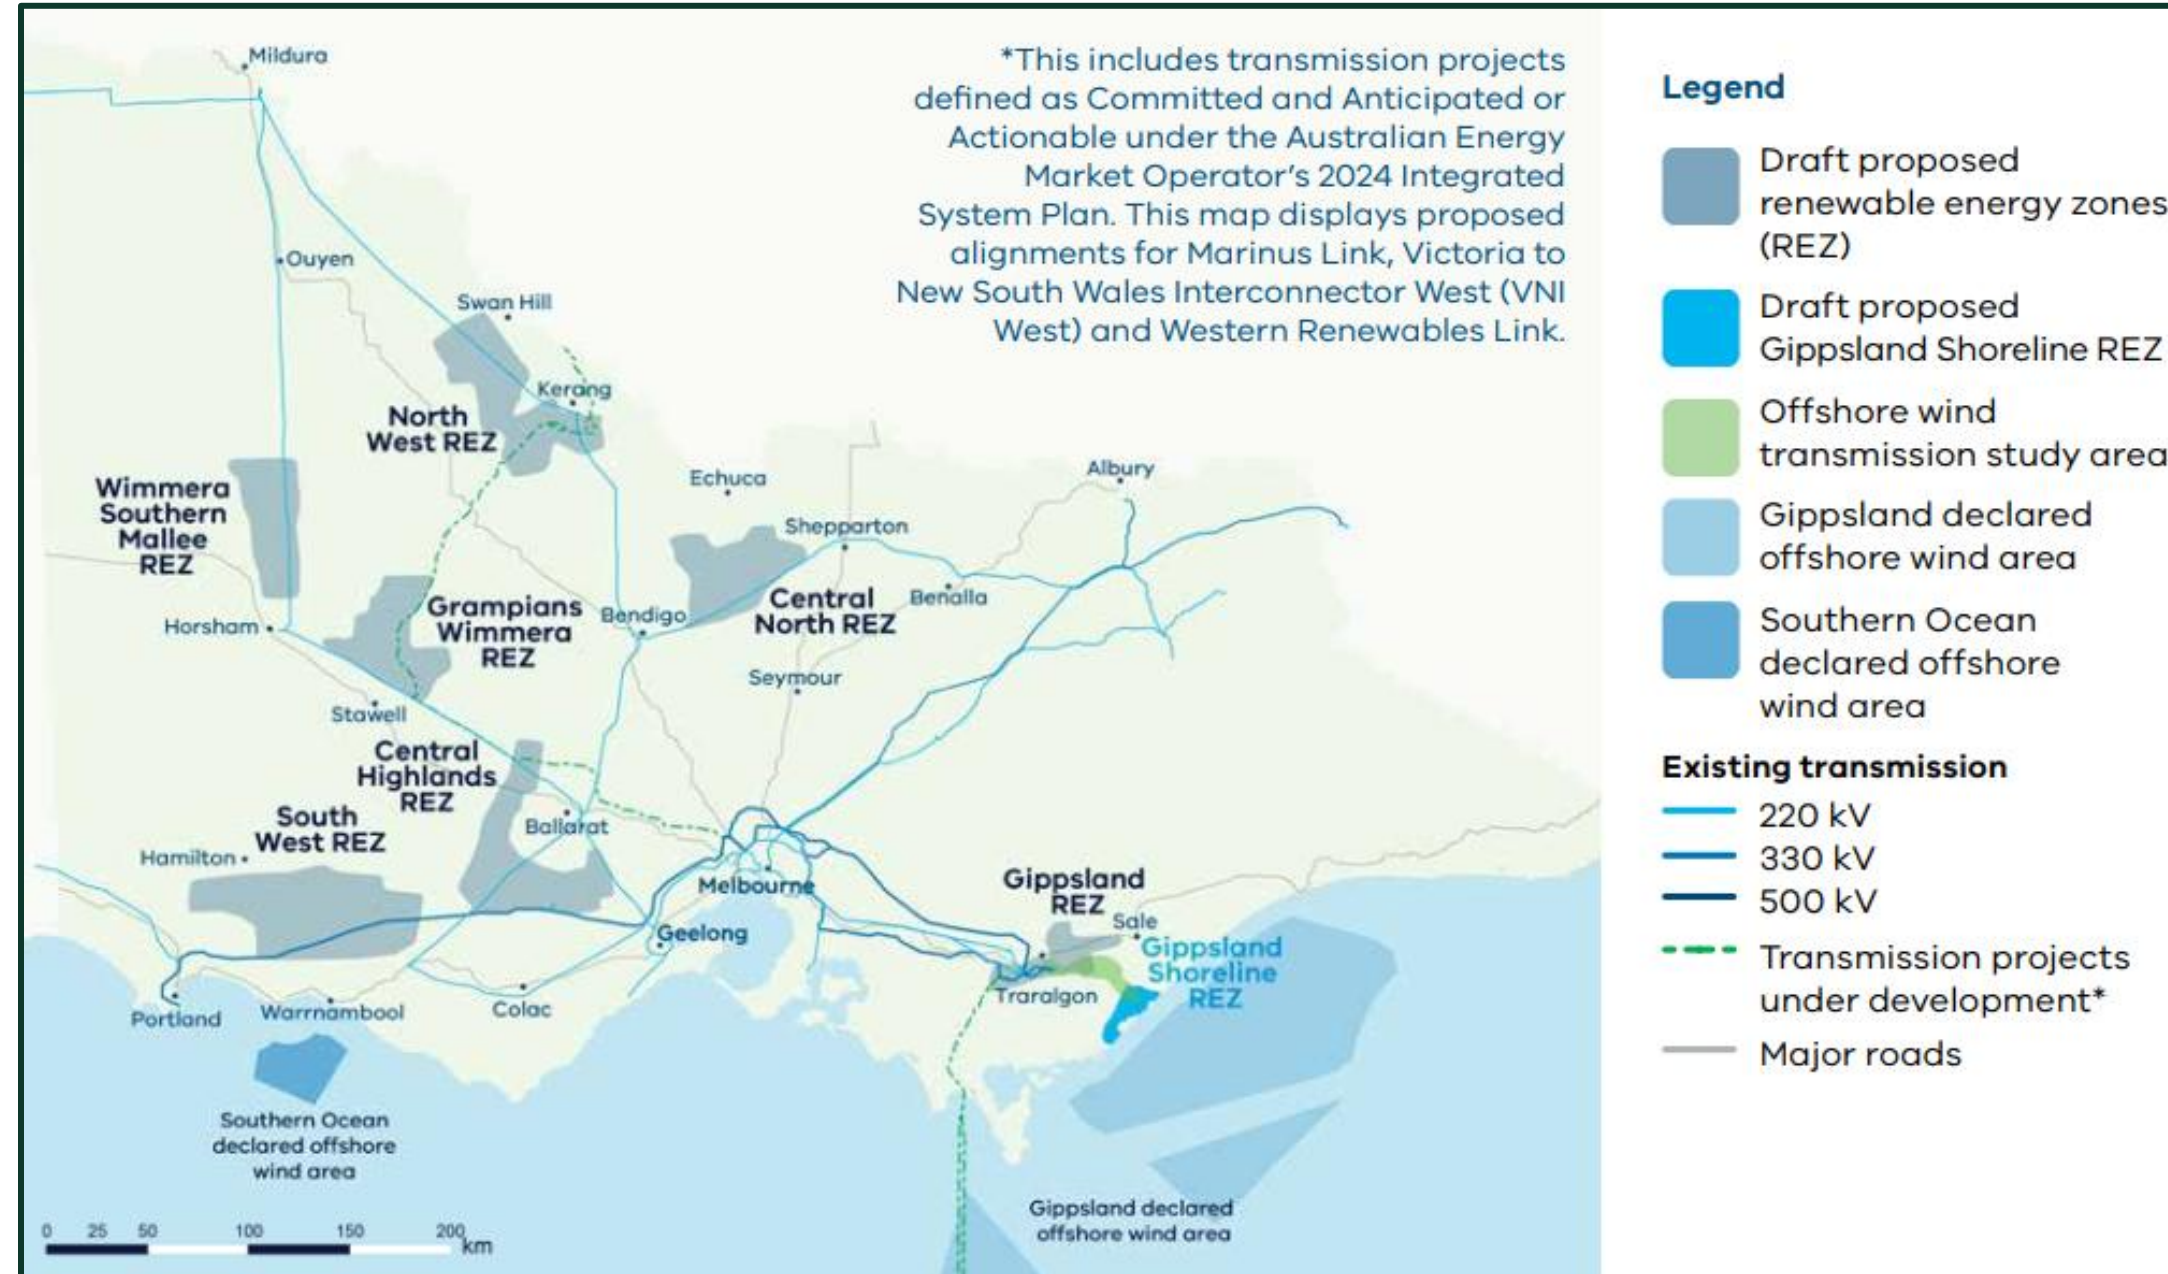 Mildura
*This includes transmission projects
defined as Committed and Anticipated or
Actionable under the Australian Energy
Market Operator's 2024 Integrated
System Plan. This map displays proposed
alignments for Marinus Link, Victoria to
New South Wales Interconnector West (VNI
West) and Western Renewables Link.
Ouyen
Swan Hill
Kerang
North
West REZ
Echuca
Albury
Wimmera
Southern
Mallee
REZ
Shepparton
Grampians
Wimmera
REZ
Bendigo
Central
North REZ
Benalla
Horsham
Seymour
Stawell
Central
Highlands
REZ
South
West REZ
Ballarat
Hamilton
Melbourne
Gippsland
REZ
Sale
Geelong
Gippsland
Shoreline
REZ
Traralgon
Portland
Warrnambool
Colac
Southern Ocean
declared offshore
wind area
Gippsland declared
offshore wind area
0 25 50 100 150 200 km
Legend
Draft proposed
renewable energy zones
(REZ)
Draft proposed
Gippsland Shoreline REZ
Offshore wind
transmission study area
Gippsland declared
offshore wind area
Southern Ocean
declared offshore
wind area
Existing transmission
220 kV
330 kV
500 kV
Transmission projects
under development*
Major roads